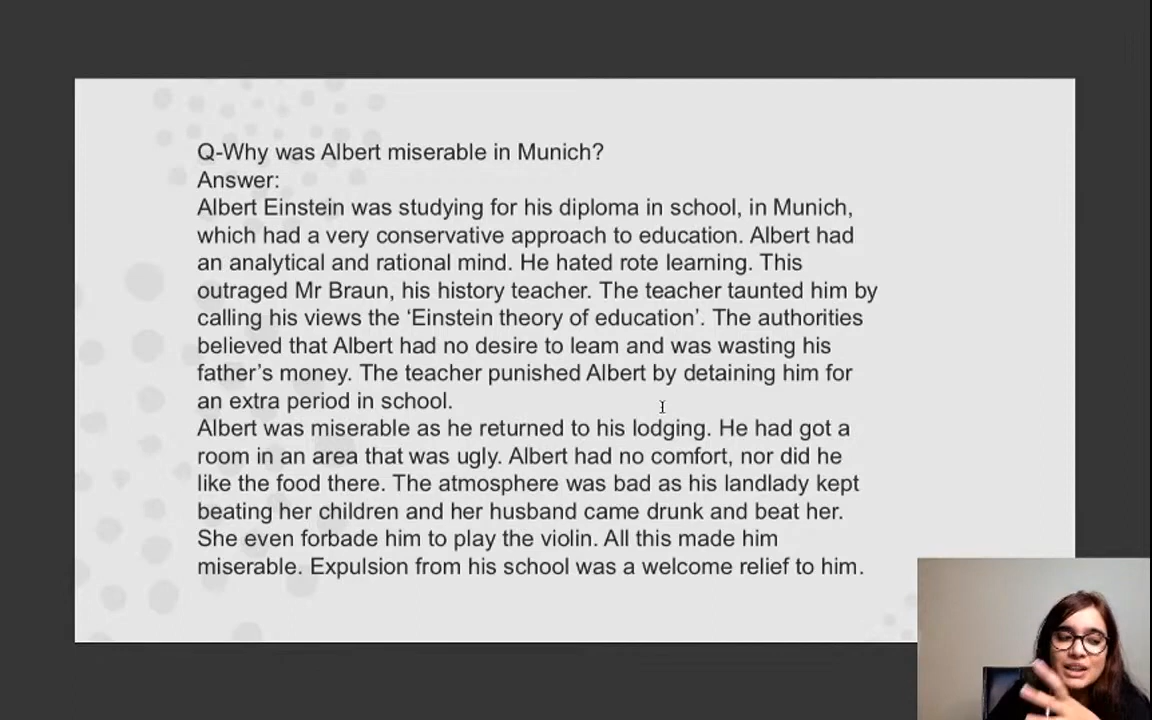 Q-Why was Albert miserable in Munich?
Answer:
Albert Einstein was studying for his diploma in school, in Munich,
which had a very conservative approach to education. Albert had
an analytical and rational mind. He hated rote learning. This
outraged Mr Braun, his history teacher. The teacher taunted him by
calling his views the ‘Einstein theory of education’. The authorities
believed that Albert had no desire to leam and was wasting his
father’s money. The teacher punished Albert by detaining him for
an extra period in school.
Albert was miserable as he returned to his lodging. He had got a
room in an area that was ugly. Albert had no comfort, nor did he
like the food there. The atmosphere was bad as his landlady kept
beating her children and her husband came drunk and beat her.
She even forbade him to play the violin. All this made him
miserable. Expulsion from his school was a welcome relief to him.